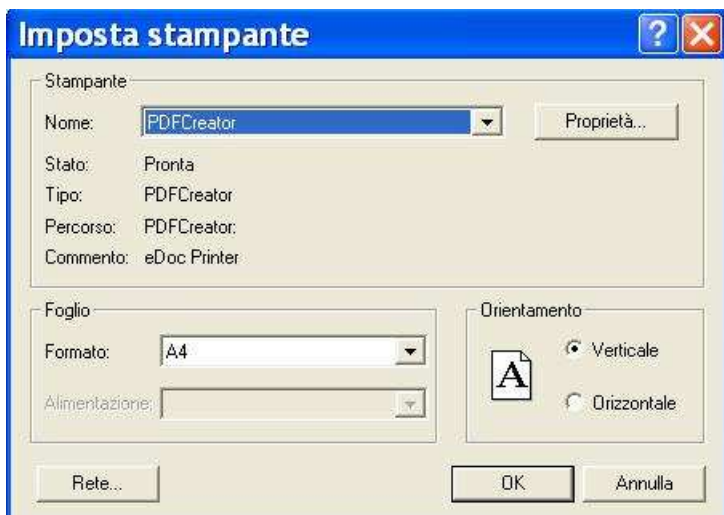 Imposta stampante
Stampante
Nome: PDFCreator Proprietà...
Stato: Pronta
Tipo: PDFCreator
Percorso: PDFCreator:
Commento: eDoc Printer
Foglio
Formato: A4
Alimentazione:
Orientamento
A
Verticale
Orizzontale
Rete... OK Annulla